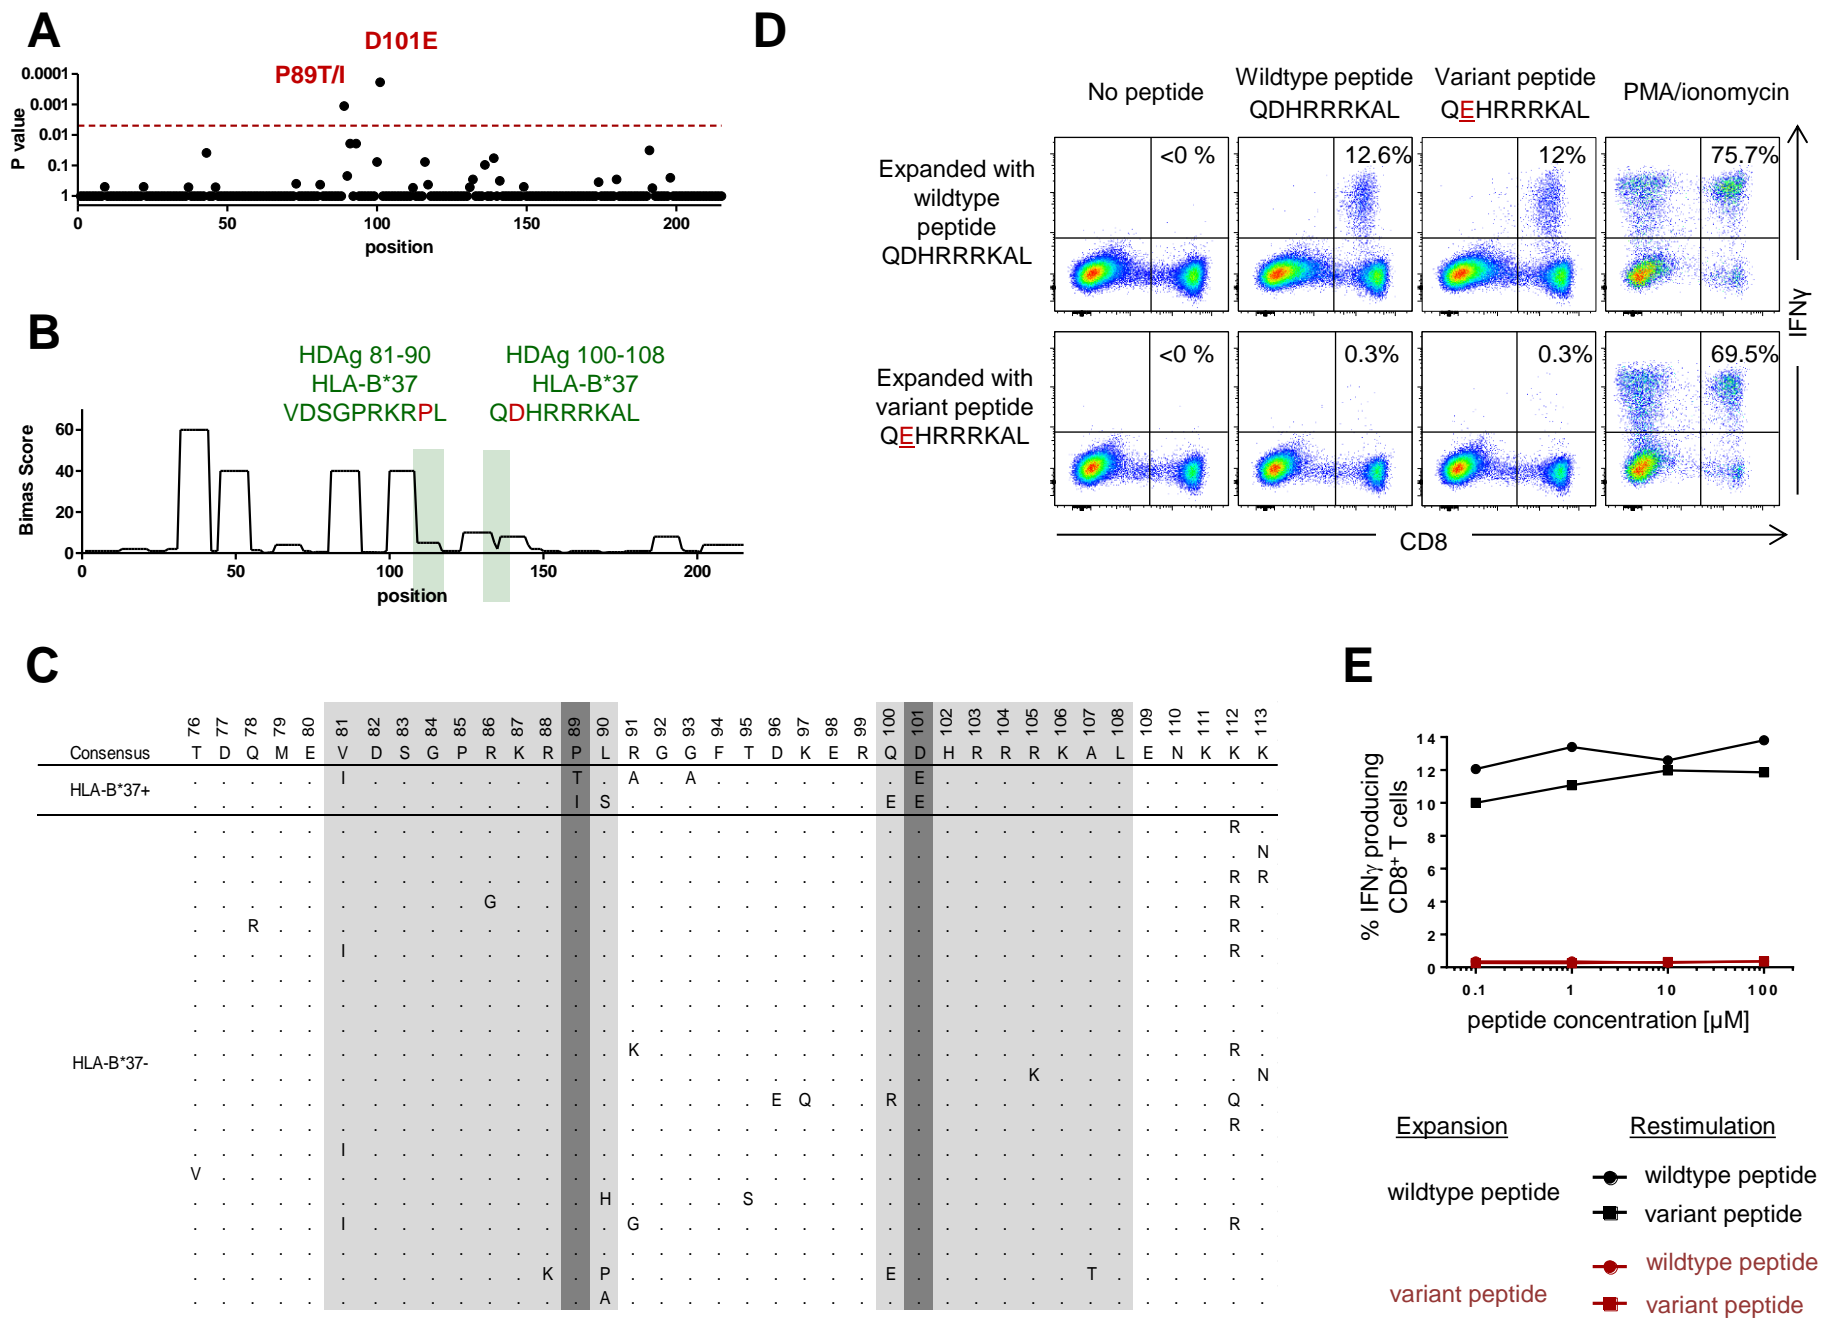 A
D101E
P89T/I
0.0001
0.001
0.01
0.1
1
P value
0 50 100 150 200
position
B
HDAg 81-90
HLA-B*37
VDSGPRKRPL
HDAg 100-108
HLA-B*37
QDHRRRKAL
60
40
20
0
Bimas Score
0 50 100 150 200
position
D
No peptide
Wildtype peptide
QDHRRRKAL
Variant peptide
QEHRRRKAL
PMA/ionomycin
Expanded with
wildtype
peptide
QDHRRRKAL
<0 % 12.6% 12% 75.7%
Expanded with
variant peptide
QEHRRRKAL
<0 % 0.3% 0.3% 69.5%
IFNγ
CD8
C
76 77 78 79 80 81 82 83 84 85 86 87 88 89 90 91 92 93 94 95 96 97 98 99 100 101 102 103 104 105 106 107 108 109 110 111 112 113
Consensus T D Q M E V D S G P R K R P L R G G F T D K E R Q D H R R R K A L E N K K K
HLA-B*37+
. . . . . I . . . . . . . T . A . A . . . . . . . E . . . . . . . . . . . .
. . . . . . . . . . . . . I S . . . . . . . . . E E . . . . . . . . . . . .
HLA-B*37-
. . . . . . . . . . . . . . . . . . . . . . . . . . . . . . . . . . . . R .
. . . . . . . . . . . . . . . . . . . . . . . . . . . . . . . . . . . . . N
. . . . . . . . . . . . . . . . . . . . . . . . . . . . . . . . . . . . R R
. . . . . . . . . . G . . . . . . . . . . . . . . . . . . . . . . . . . R .
. . R . . . . . . . . . . . . . . . . . . . . . . . . . . . . . . . . . R .
. . . . . I . . . . . . . . . . . . . . . . . . . . . . . . . . . . . . R .
. . . . . . . . . . . . . . . . . . . . . . . . . . . . . . . . . . . . . .
. . . . . . . . . . . . . . . . . . . . . . . . . . . . . . . . . . . . . .
. . . . . . . . . . . . . . . . . . . . . . . . . . . . . . . . . . . . . .
. . . . . . . . . . . . . . . K . . . . . . . . . . . . . . . . . . . . R .
. . . . . . . . . . . . . . . . . . . . . . . . . . . . . K . . . . . . . N
. . . . . . . . . . . . . . . . . . . . E Q . . R . . . . . . . . . . . Q .
. . . . . . . . . . . . . . . . . . . . . . . . . . . . . . . . . . . . R .
. . . . . I . . . . . . . . . . . . . . . . . . . . . . . . . . . . . . . .
V . . . . . . . . . . . . . . . . . . . . . . . . . . . . . . . . . . . . .
. . . . . . . . . . . . . . H . . . . S . . . . . . . . . . . . . . . . . .
. . . . . I . . . . . . . . . G . . . . . . . . . . . . . . . . . . . . R .
. . . . . . . . . . . . . . . . . . . . . . . . . . . . . . . . . . . . . .
. . . . . . . . . . . . K . P . . . . . . . . . E . . . . . . T . . . . . .
. . . . . . . . . . . . . . A . . . . . . . . . . . . . . . . . . . . . . .
E
14
12
10
8
6
4
2
0
% IFNγ producing
CD8+ T cells
0.1 1 10 100
peptide concentration [µM]
Expansion Restimulation
wildtype peptide
wildtype peptide
variant peptide
variant peptide
wildtype peptide
variant peptide